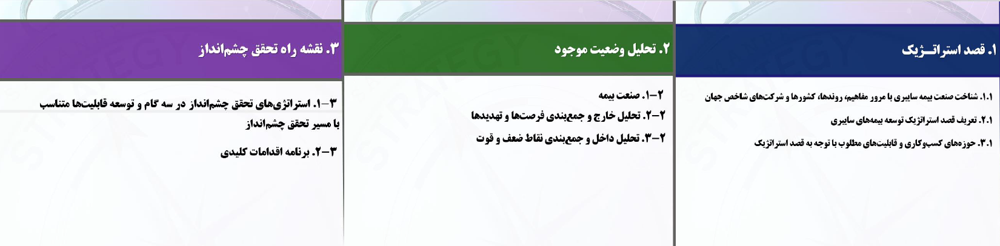 ۱. قصد استراتــژیک
۱.۱. شناخت صنعت بیمه سایبری با مرور مفاهیم، روندها، کشورها و شرکت‌های شاخص جهان
۲.۱. تعریف قصد استراتژیک توسعه بیمه‌های سایبری
۳.۱. حوزه‌های کسب‌وکاری و قابلیت‌های مطلوب با توجه به قصد استراتژیک
۲. تحلیل وضعیت موجود
۲-۱. صنعت بیمه
۲-۲. تحلیل خارج و جمع‌بندی فرصت‌ها و تهدیدها
۲-۳. تحلیل داخل و جمع‌بندی نقاط ضعف و قوت
۳. نقشه راه تحقق چشم‌انداز
۳-۱. استراتژی‌های تحقق چشم‌انداز در سه گام و توسعه قابلیت‌ها متناسب
با مسیر تحقق چشم‌انداز
۳-۲. برنامه اقدامات کلیدی
STRATEGY
STRATEGY
STRATEGY